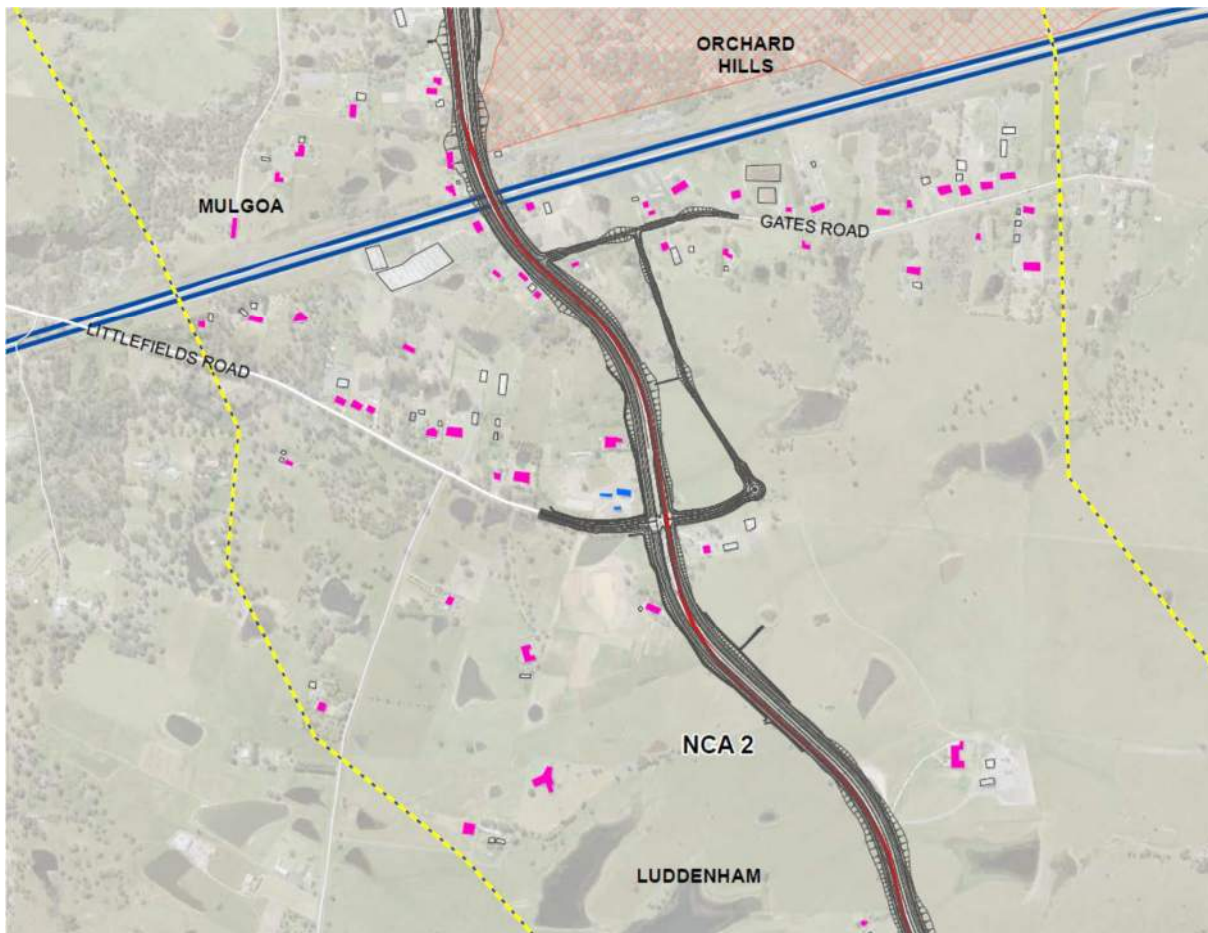 ORCHARD
HILLS
MULGOA
GATES ROAD
LITTLEFIELDS ROAD
NCA 2
LUDDENHAM